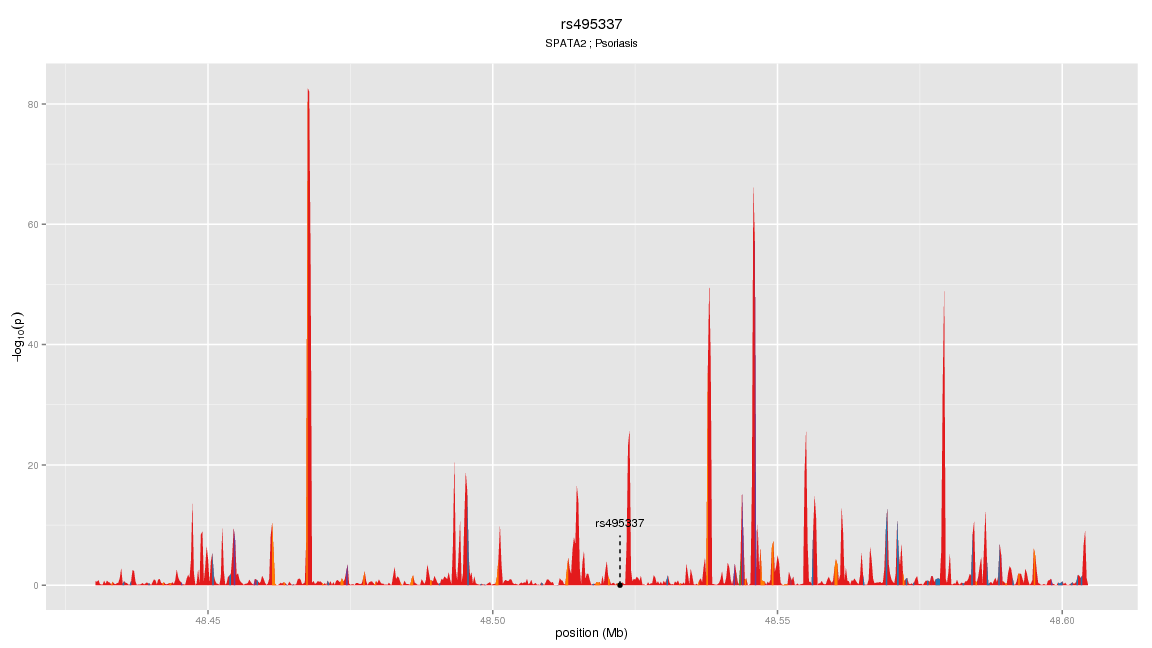 rs495337
SPATA2 ; Psoriasis
80
60
40
20
0
−log10(p)
rs495337
48.45
48.50
48.55
48.60
position (Mb)